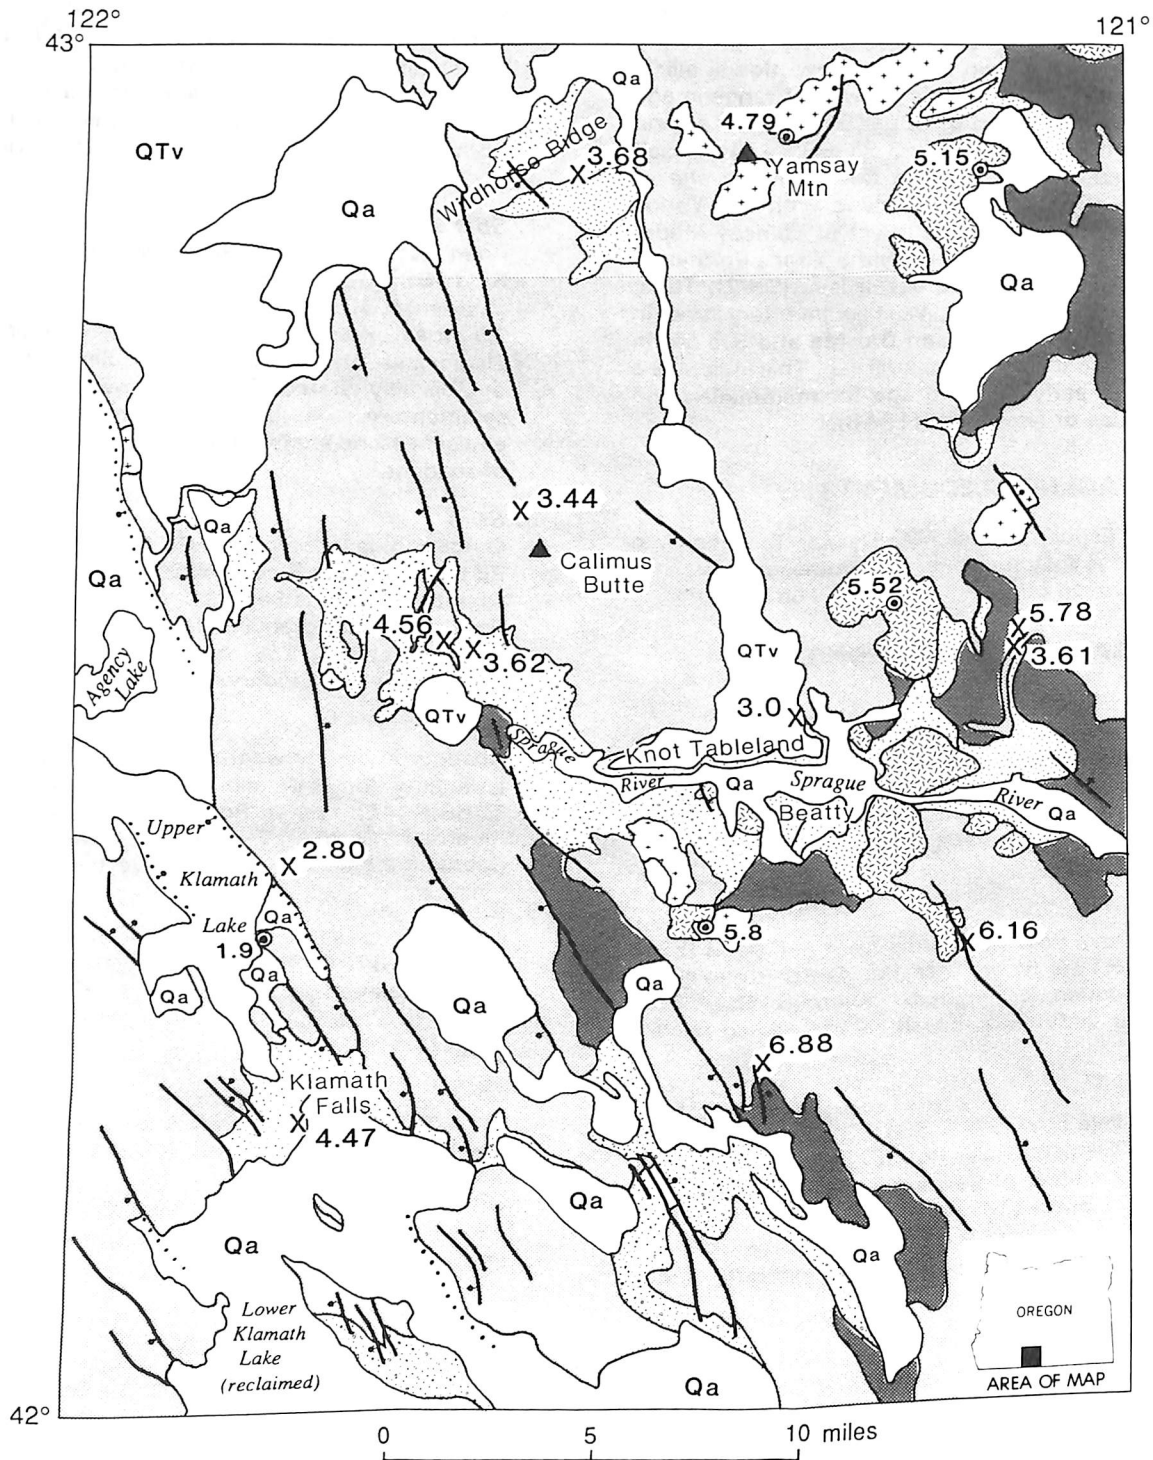 122°
121°
43°
Qa
QTv
4.79
Wildhorse Ridge
3.68
Yamsay
Mtn
5.15
Qa
Qa
3.44
Qa
Calimus
Butte
Qa
5.52
5.78
4.56
3.61
3.62
QTv
Agency
Lake
3.0
QTv
Sprague
Knot Tableland
River
Qa
Sprague
River
Qa
Beatty
Upper
2.80
Klamath
Qa
Lake
1.9
5.8
6.16
Qa
Qa
Qa
Qa
6.88
Klamath
Falls
4.47
Qa
Qa
Qa
Lower
Klamath
Lake
(reclaimed)
OREGON
AREA OF MAP
Qa
42°
0 5 10 miles